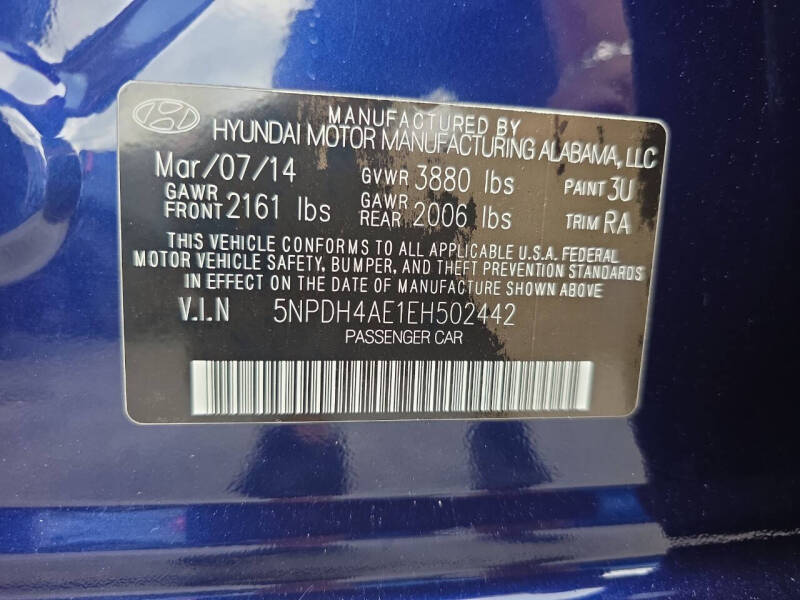 MANUFACTURED BY
HYUNDAI MOTOR MANUFACTURING ALABAMA, LLC
Mar/07/14 GVWR 3880 lbs PAINT 3U
GAWR FRONT 2161 lbs GAWR REAR 2006 lbs TRIM RA
THIS VEHICLE CONFORMS TO ALL APPLICABLE U.S.A. FEDERAL
MOTOR VEHICLE SAFETY, BUMPER, AND THEFT PREVENTION STANDARDS
IN EFFECT ON THE DATE OF MANUFACTURE SHOWN ABOVE.
V.I.N 5NPDH4AE1EH502442
PASSENGER CAR